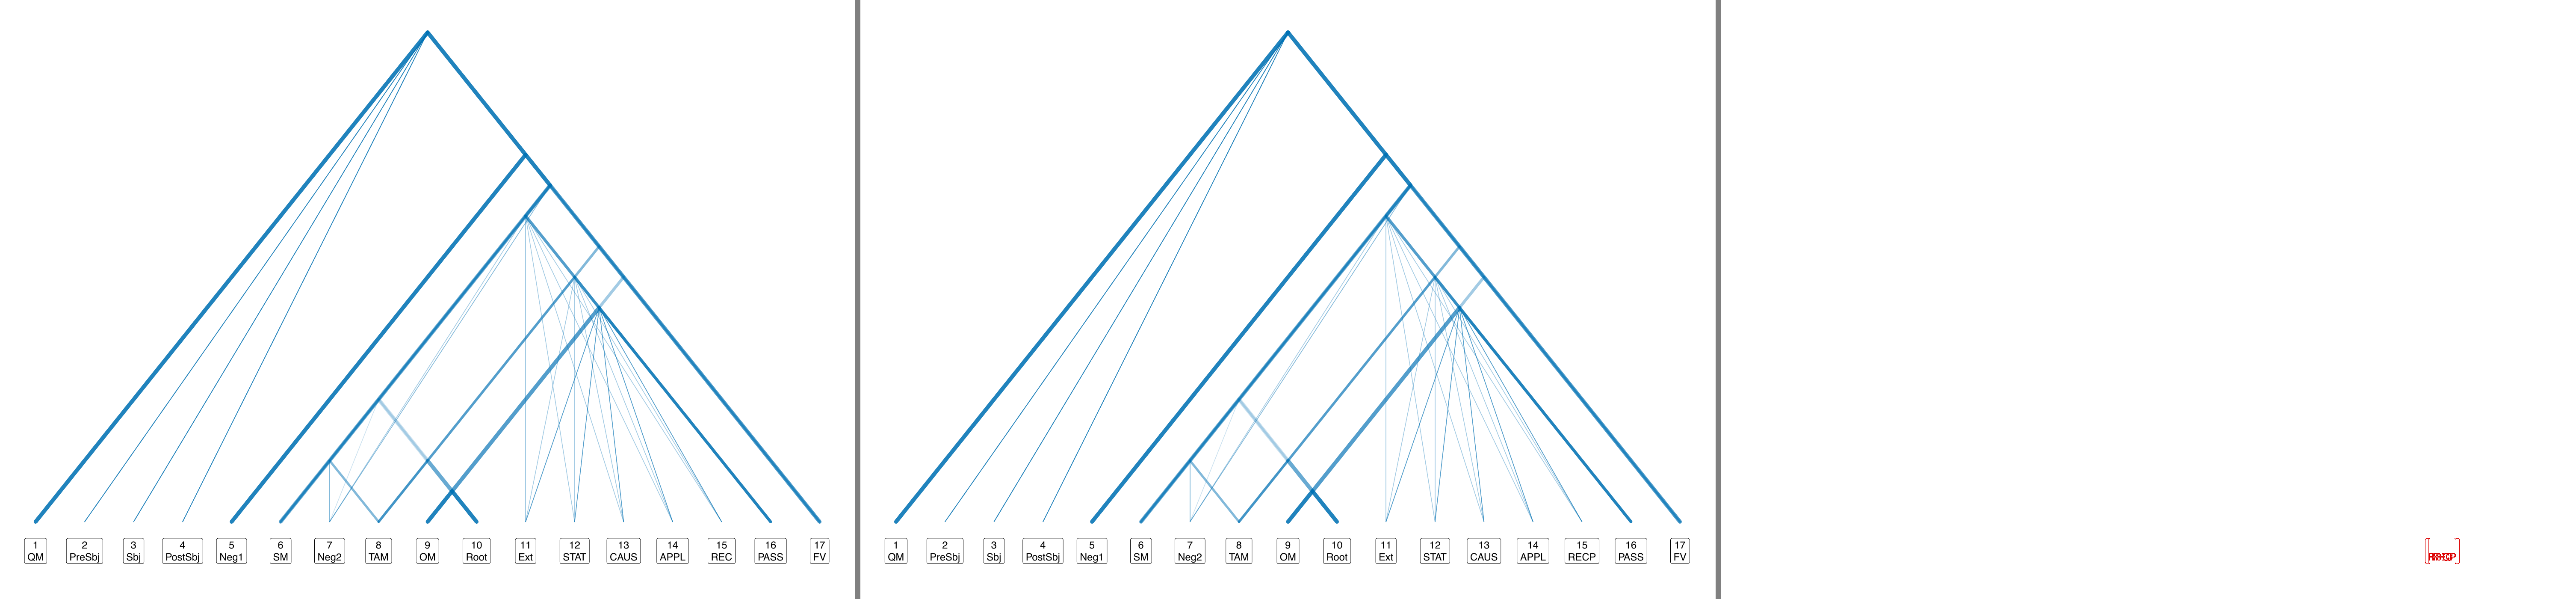 1 2 3 4 5 6 7 8 9 10 11 12 13 14 15 16 17
QM PreSbj Sbj PostSbj Neg1 SM Neg2 TAM OM Root Ext STAT CAUS APPL REC PASS FV
1 2 3 4 5 6 7 8 9 10 11 12 13 14 15 16 17
QM PreSbj Sbj PostSbj Neg1 SM Neg2 TAM OM Root Ext STAT CAUS APPL RECP PASS FV